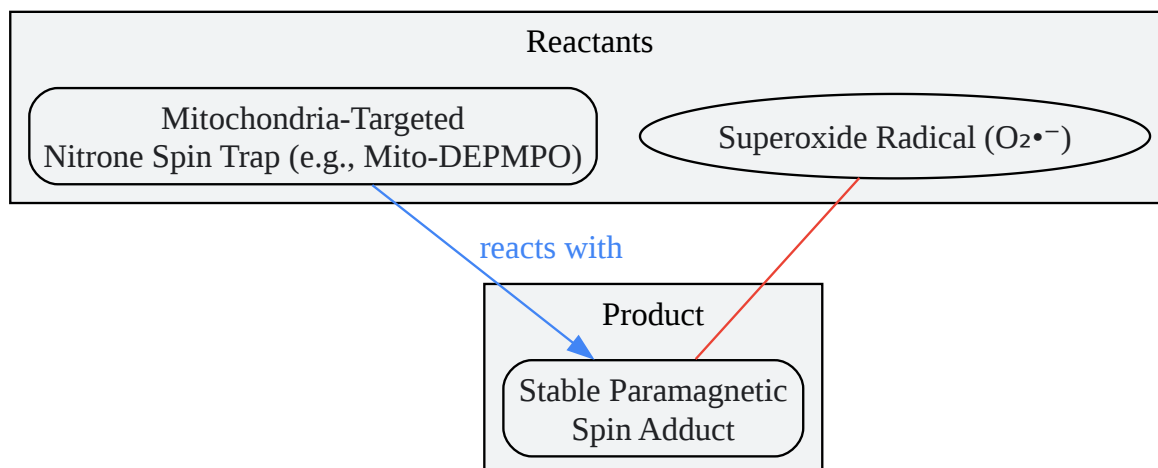 Reactants
Mitochondria-Targeted
Nitrone Spin Trap (e.g., Mito-DEPMPO)
Superoxide Radical (O₂•⁻)
reacts with
Product
Stable Paramagnetic
Spin Adduct